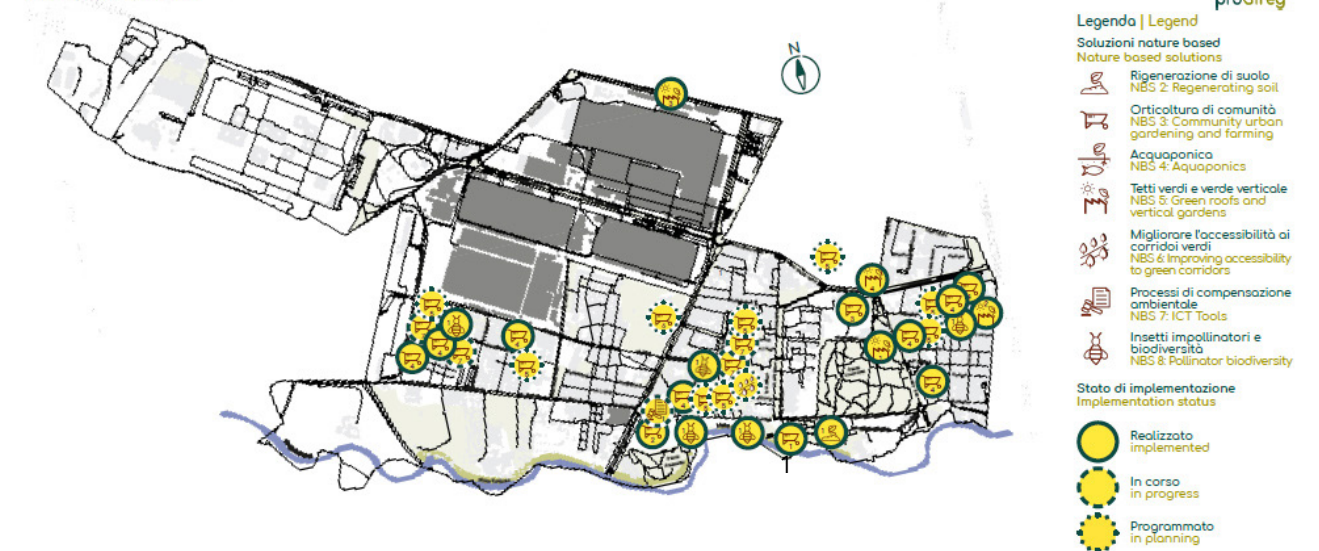 proGIreg
N
Legenda | Legend
Soluzioni nature based
Nature based solutions
Rigenerazione di suolo
NBS 2: Regenerating soil
Orticoltura di comunità
NBS 3: Community urban
gardening and farming
Acquaponica
NBS 4: Aquaponics
Tetti verdi e verde verticale
NBS 5: Green roofs and
vertical gardens
Migliorare l'accessibilità ai
corridoi verdi
NBS 6: Improving accessibility
to green corridors
Processi di compensazione
ambientale
NBS 7: ICT Tools
Insetti impollinatori e
biodiversità
NBS 8: Pollinator biodiversity
Stato di implementazione
Implementation status
Realizzato
implemented
In corso
in progress
Programmato
in planning